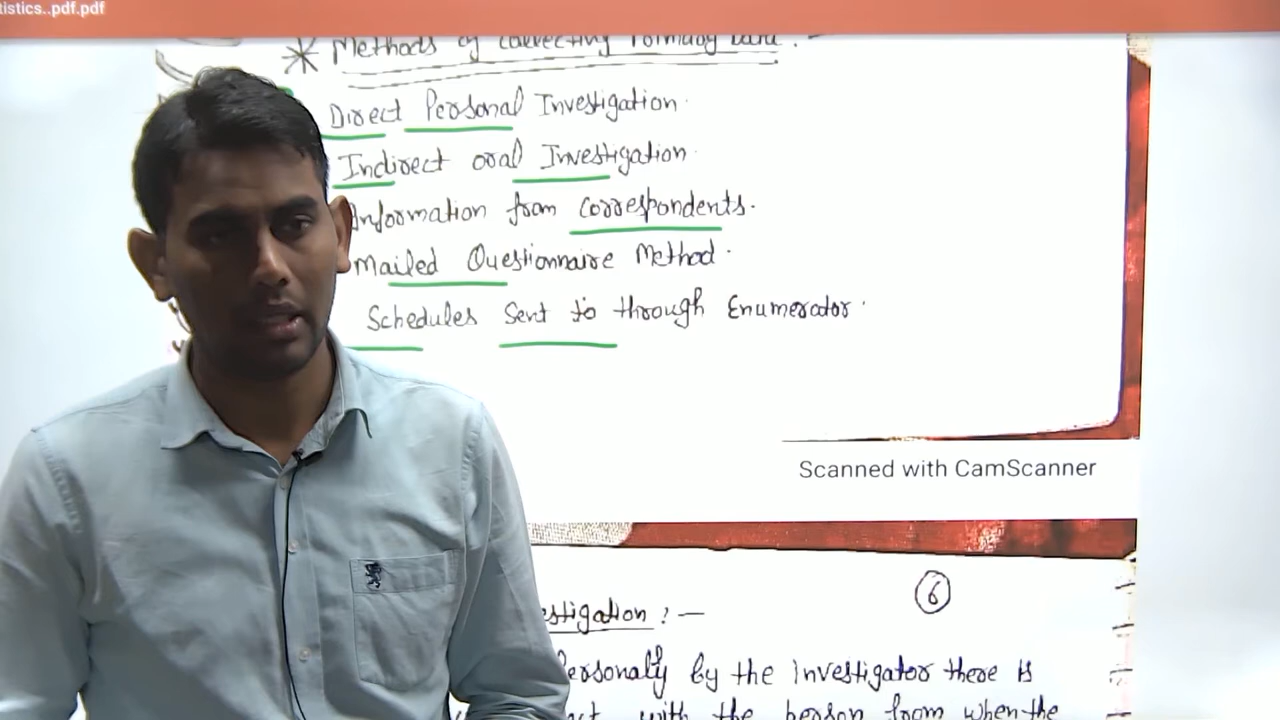 tistics..pdf.pdf
* Methods of collecting Primary data :-
Direct Personal Investigation.
Indirect oral Investigation.
Information from correspondents.
Mailed Questionnaire Method.
Schedules Sent to through Enumerator.
Scanned with CamScanner
6
estigation :-
Personally by the investigator there is
with the person from when the